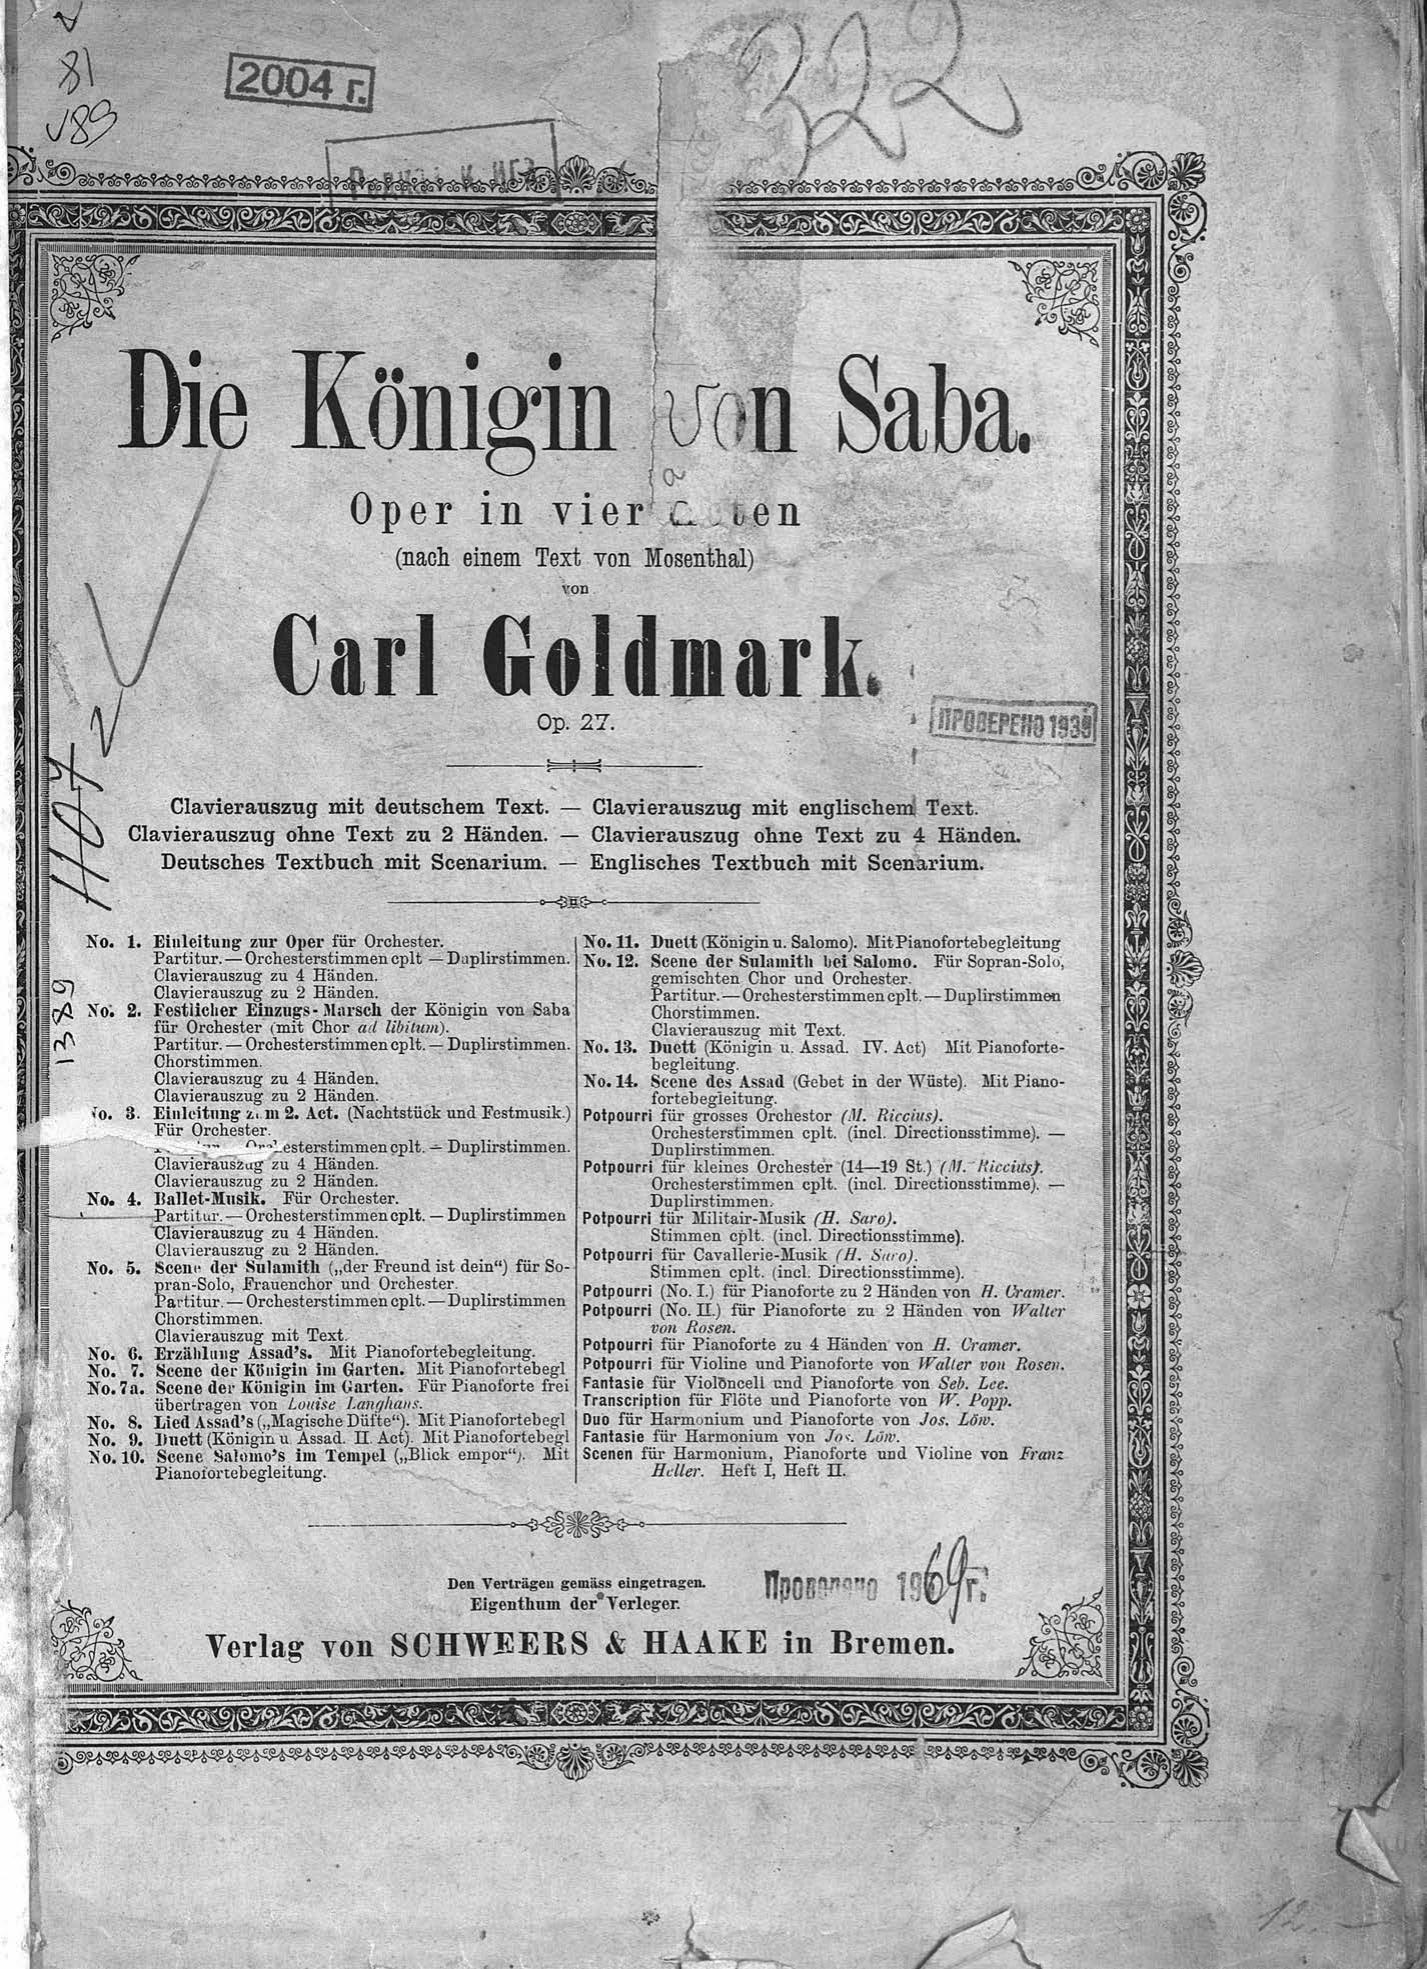 81
V89
2004 г.
322
Die Königin von Saba.
Oper in vier
(nach einem Text von Mosenthal)
von
Carl Goldmark.
Op. 27.
ПРОВЕРЕНО 1939
Clavierauszug mit deutschem Text. — Clavierauszug mit englischem Text.
Clavierauszug ohne Text zu 2 Händen. — Clavierauszug ohne Text zu 4 Händen.
Deutsches Textbuch mit Scenarium. — Englisches Textbuch mit Scenarium.
1389
No. 1. Einleitung zur Oper für Orchester.
Partitur. — Orchesterstimmen cplt — Duplirstimmen.
Clavierauszug zu 4 Händen.
Clavierauszug zu 2 Händen.
No. 2. Festlicher Einzugs-Marsch der Königin von Saba
für Orchester (mit Chor ad libitum).
Partitur. — Orchesterstimmen cplt. — Duplirstimmen.
Chorstimmen.
Clavierauszug zu 4 Händen.
Clavierauszug zu 2 Händen.
No. 3. Einleitung zum 2. Act. (Nachtstück und Festmusik.)
Für Orchester.
esterstimmen cplt. — Duplirstimmen.
Clavierauszug zu 4 Händen.
Clavierauszug zu 2 Händen.
No. 4. Ballet-Musik. Für Orchester.
Partitur. — Orchesterstimmen cplt. — Duplirstimmen
Clavierauszug zu 4 Händen.
Clavierauszug zu 2 Händen.
No. 5. Scene der Sulamith („der Freund ist dein“) für So-
pran-Solo, Frauenchor und Orchester.
Partitur. — Orchesterstimmen cplt. — Duplirstimmen
Chorstimmen.
Clavierauszug mit Text.
No. 6. Erzählung Assad's. Mit Pianofortebegleitung.
No. 7. Scene der Königin im Garten. Mit Pianofortebegl
No. 7a. Scene der Königin im Garten. Für Pianoforte frei
übertragen von Louise Langhans.
No. 8. Lied Assad's („Magische Düfte“). Mit Pianofortebegl
No. 9. Duett (Königin u. Assad. II. Act). Mit Pianofortebegl
No. 10. Scene Salomo's im Tempel („Blick empor“). Mit
Pianofortebegleitung.
No. 11. Duett (Königin u. Salomo). Mit Pianofortebegleitung
No. 12. Scene der Sulamith bei Salomo. Für Sopran-Solo,
gemischten Chor und Orchester.
Partitur. — Orchesterstimmen cplt. — Duplirstimmen
Chorstimmen.
Clavierauszug mit Text.
No. 13. Duett (Königin u. Assad. IV. Act) Mit Pianoforte-
begleitung.
No. 14. Scene des Assad (Gebet in der Wüste). Mit Piano-
fortebegleitung.
Potpourri für grosses Orchestor (M. Riccius).
Orchesterstimmen cplt. (incl. Directionsstimme). —
Duplirstimmen.
Potpourri für kleines Orchester (14—19 St.) (M. Riccius).
Orchesterstimmen cplt. (incl. Directionsstimme). —
Duplirstimmen.
Potpourri für Militair-Musik (H. Saro).
Stimmen cplt. (incl. Directionsstimme).
Potpourri für Cavallerie-Musik (H. Saro).
Stimmen cplt. (incl. Directionsstimme).
Potpourri (No. I.) für Pianoforte zu 2 Händen von H. Cramer.
Potpourri (No. II.) für Pianoforte zu 2 Händen von Walter
von Rosen.
Potpourri für Pianoforte zu 4 Händen von H. Cramer.
Potpourri für Violine und Pianoforte von Walter von Rosen.
Fantasie für Violoncell und Pianoforte von Seb. Lee.
Transcription für Flöte und Pianoforte von W. Popp.
Duo für Harmonium und Pianoforte von Jos. Löw.
Fantasie für Harmonium von Jos. Löw.
Scenen für Harmonium, Pianoforte und Violine von Franz
Heller. Heft I, Heft II.
Den Verträgen gemäss eingetragen.
Eigenthum der Verleger.
Проверено 1969 г.
Verlag von SCHWEERS & HAAKE in Bremen.
12.—